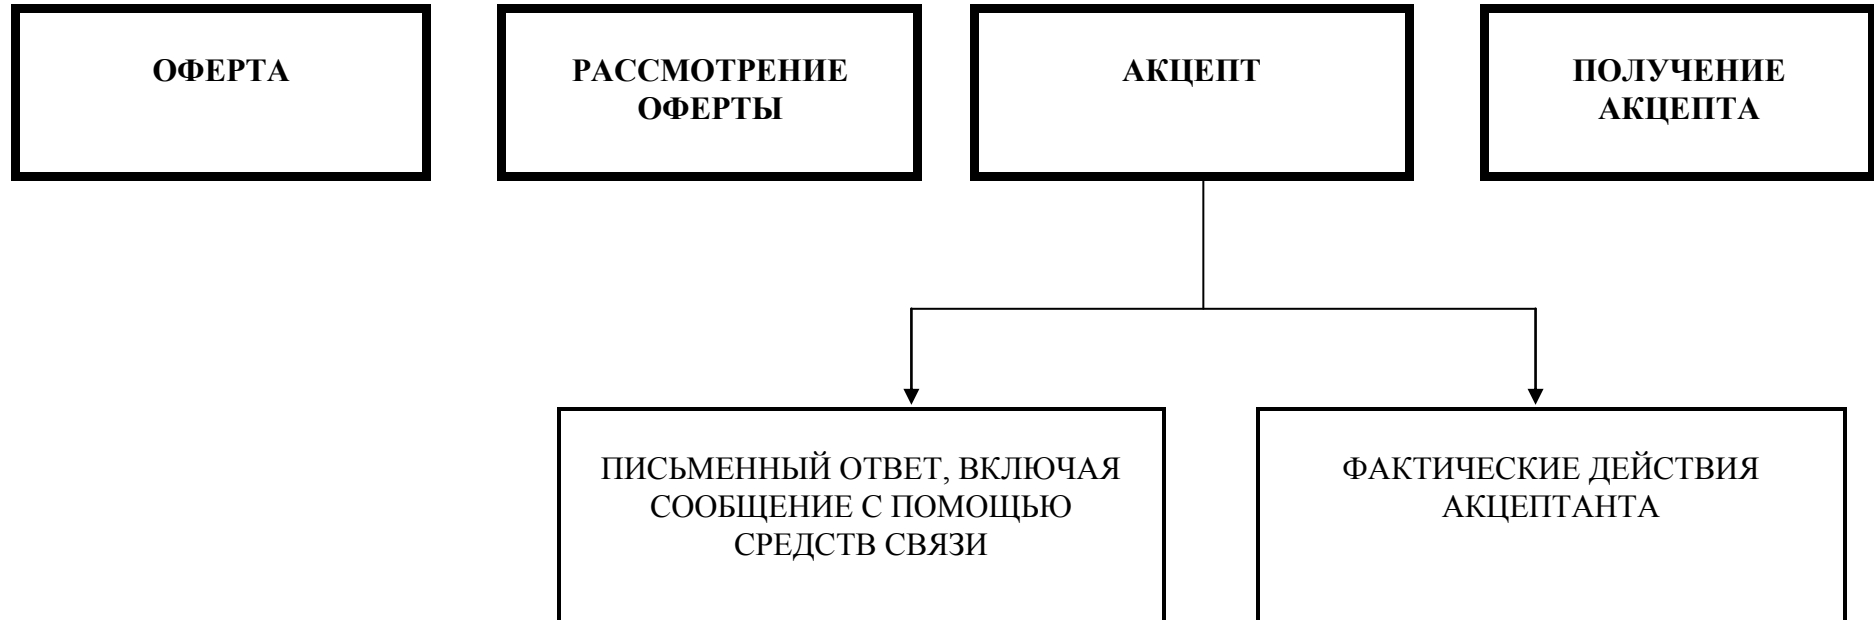 ОФЕРТА
РАССМОТРЕНИЕ
ОФЕРТЫ
АКЦЕПТ
ПОЛУЧЕНИЕ
АКЦЕПТА
ПИСЬМЕННЫЙ ОТВЕТ, ВКЛЮЧАЯ
СООБЩЕНИЕ С ПОМОЩЬЮ
СРЕДСТВ СВЯЗИ
ФАКТИЧЕСКИЕ ДЕЙСТВИЯ
АКЦЕПТАНТА